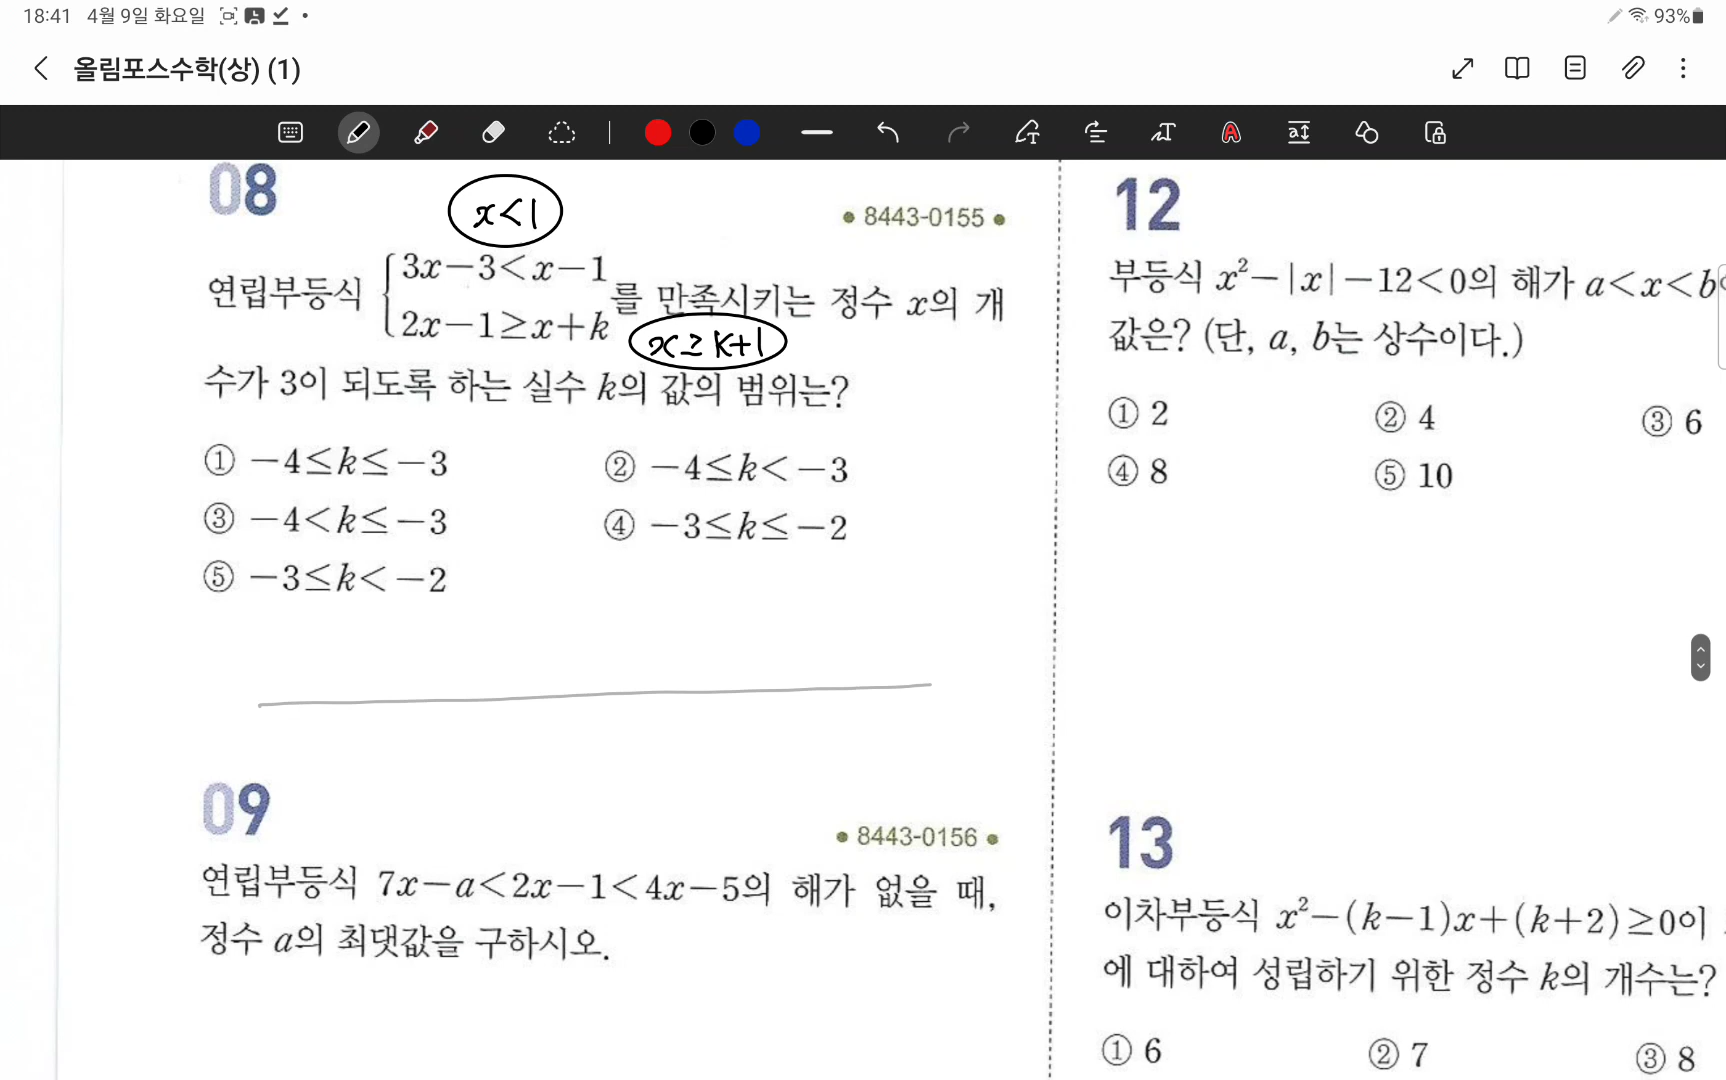 18:41 4월 9일 화요일 93%
올림포스수학(상) (1)
08
x<1
• 8443-0155 •
연립부등식 {3x-3<x-1
2x-1≥x+k 를 만족시키는 정수 x의 개
x≥k+1
수가 3이 되도록 하는 실수 k의 값의 범위는?
① -4≤k≤-3 ② -4≤k<-3
③ -4<k≤-3 ④ -3≤k≤-2
⑤ -3≤k<-2
09
• 8443-0156 •
연립부등식 7x-a<2x-1<4x-5의 해가 없을 때,
정수 a의 최댓값을 구하시오.
12
부등식 x²-|x|-12<0의 해가 a<x<b
값은? (단, a, b는 상수이다.)
① 2 ② 4 ③ 6
④ 8 ⑤ 10
13
이차부등식 x²-(k-1)x+(k+2)≥0이
에 대하여 성립하기 위한 정수 k의 개수는?
① 6 ② 7 ③ 8